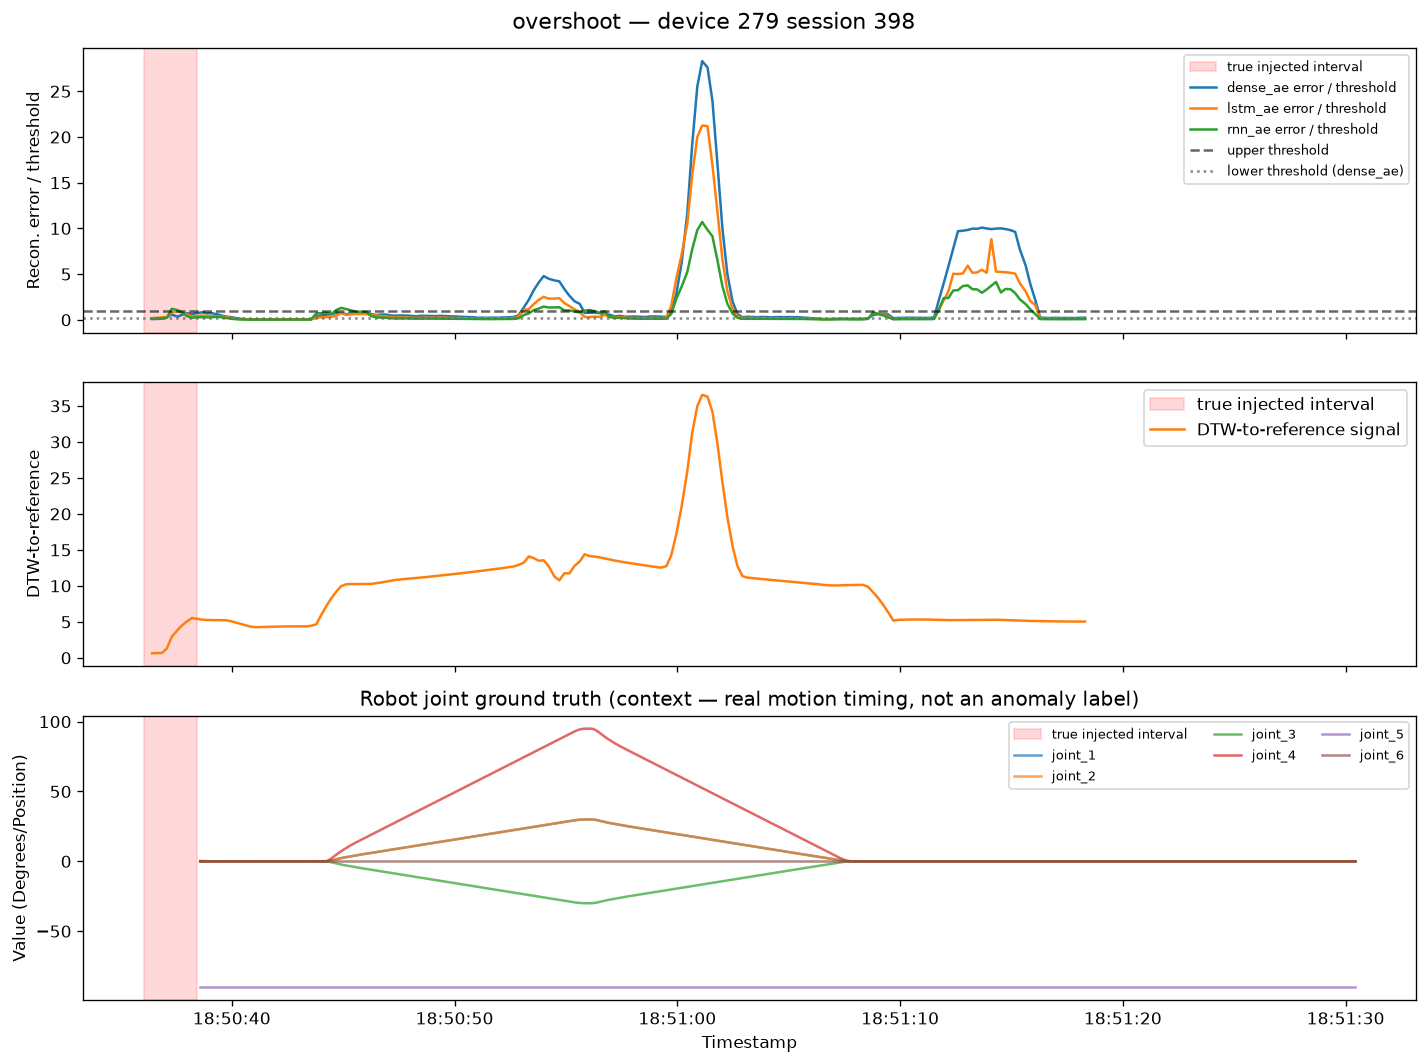 overshoot — device 279 session 398
Recon. error / threshold
25
20
15
10
5
0
true injected interval
dense_ae error / threshold
lstm_ae error / threshold
rnn_ae error / threshold
upper threshold
lower threshold (dense_ae)
DTW-to-reference
35
30
25
20
15
10
5
0
true injected interval
DTW-to-reference signal
Robot joint ground truth (context — real motion timing, not an anomaly label)
Value (Degrees/Position)
100
50
0
−50
true injected interval
joint_1
joint_2
joint_3
joint_4
joint_5
joint_6
18:50:40
18:50:50
18:51:00
18:51:10
18:51:20
18:51:30
Timestamp